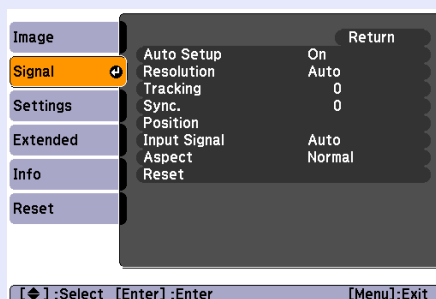 Image
Signal
Settings
Extended
Info
Reset
Return
Auto Setup On
Resolution Auto
Tracking 0
Sync. 0
Position
Input Signal Auto
Aspect Normal
Reset
[ ] :Select [Enter] :Enter [Menu]:Exit